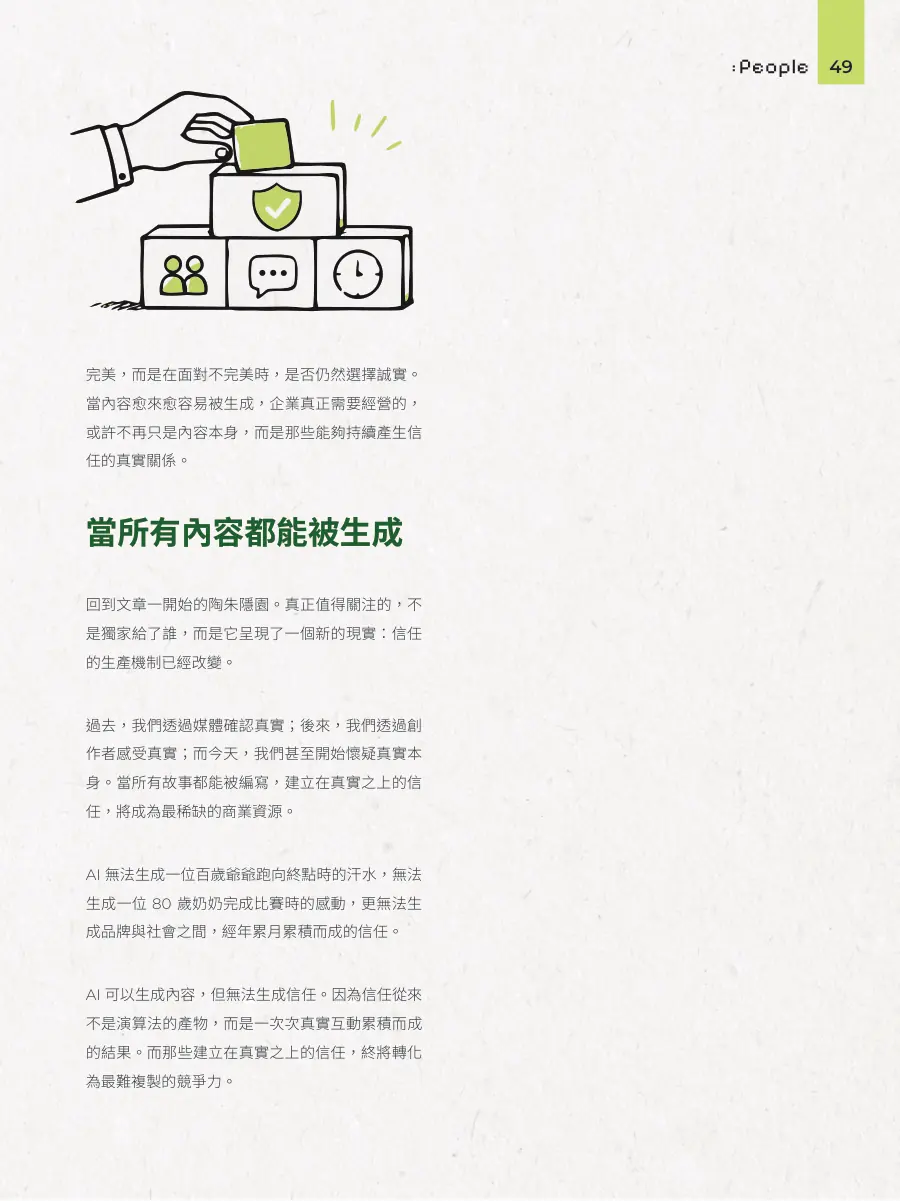 :People 49
完美，而是在面對不完美時，是否仍然選擇誠實。
當內容愈來愈容易被生成，企業真正需要經營的，
或許不再只是內容本身，而是那些能夠持續產生信
任的真實關係。
當所有內容都能被生成
回到文章一開始的陶朱隱園。真正值得關注的，不
是獨家給了誰，而是它呈現了一個新的現實：信任
的生產機制已經改變。
過去，我們透過媒體確認真實；後來，我們透過創
作者感受真實；而今天，我們甚至開始懷疑真實本
身。當所有故事都能被編寫，建立在真實之上的信
任，將成為最稀缺的商業資源。
AI 無法生成一位百歲爺爺跑向終點時的汗水，無法
生成一位 80 歲奶奶完成比賽時的感動，更無法生
成品牌與社會之間，經年累月累積而成的信任。
AI 可以生成內容，但無法生成信任。因為信任從來
不是演算法的產物，而是一次次真實互動累積而成
的結果。而那些建立在真實之上的信任，終將轉化
為最難複製的競爭力。